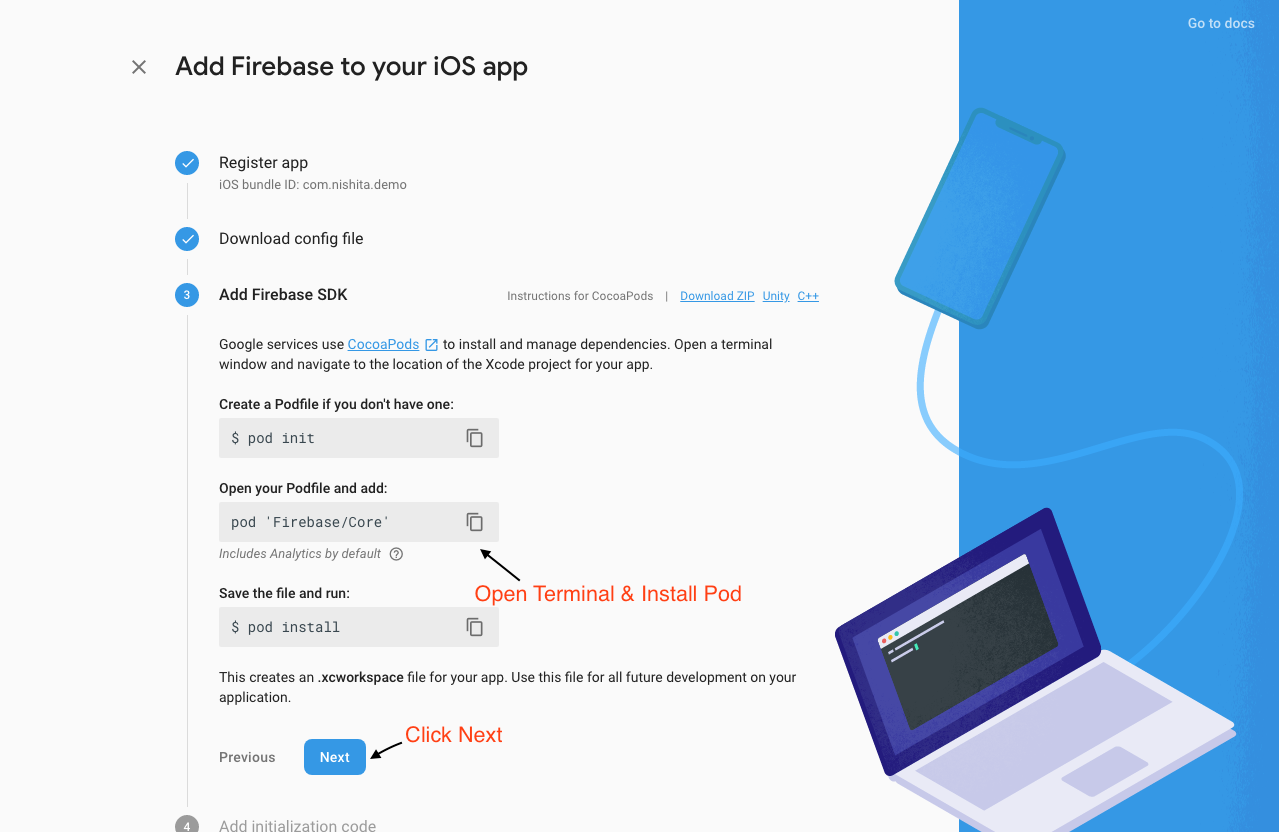 Go to docs
Add Firebase to your iOS app
Register app
iOS bundle ID: com.nishita.demo
Download config file
3 Add Firebase SDK
Instructions for CocoaPods | Download ZIP Unity C++
Google services use CocoaPods to install and manage dependencies. Open a terminal
window and navigate to the location of the Xcode project for your app.
Create a Podfile if you don't have one:
$ pod init
Open your Podfile and add:
pod 'Firebase/Core'
Includes Analytics by default ?
Open Terminal & Install Pod
Save the file and run:
$ pod install
This creates an .xcworkspace file for your app. Use this file for all future development on your
application.
Click Next
Previous Next
4 Add initialization code